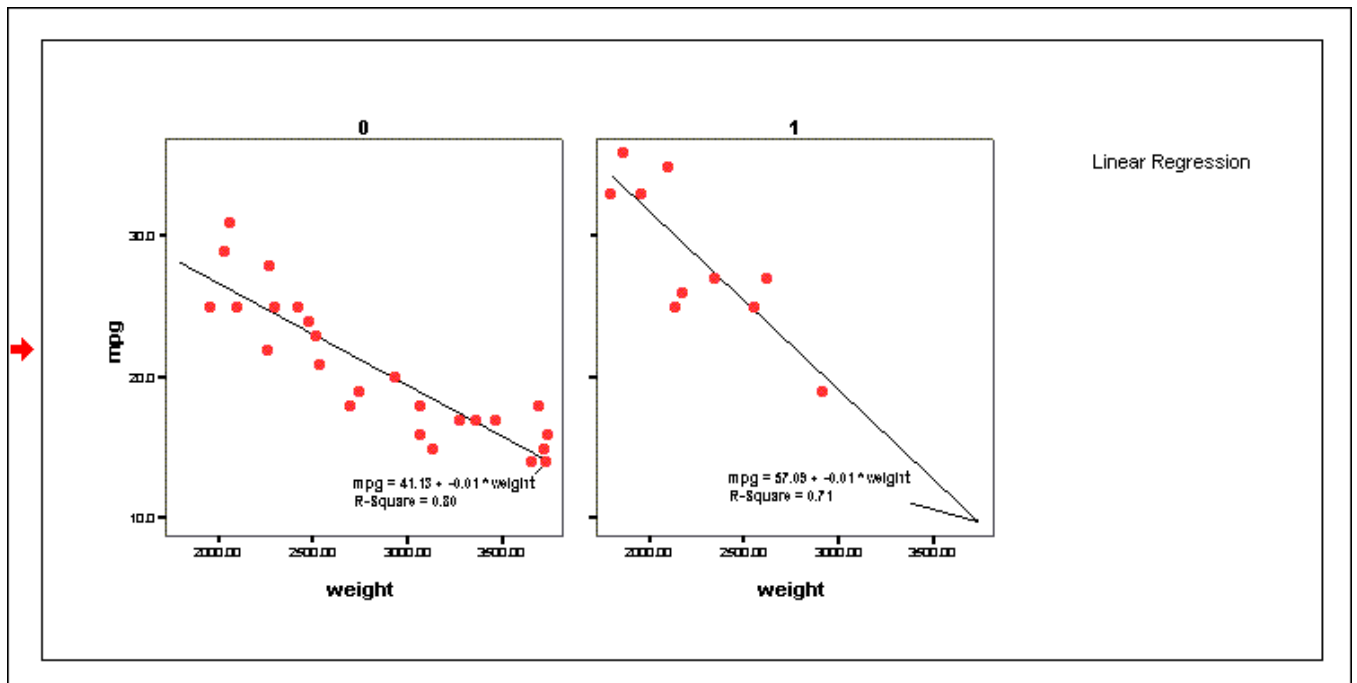 0
1
Linear Regression
30.0
20.0
10.0
mpg
mpg = 41.13 + -0.01 * weight
R-Square = 0.80
mpg = 57.09 + -0.01 * weight
R-Square = 0.71
2000.00 2500.00 3000.00 3500.00
2000.00 2500.00 3000.00 3500.00
weight
weight